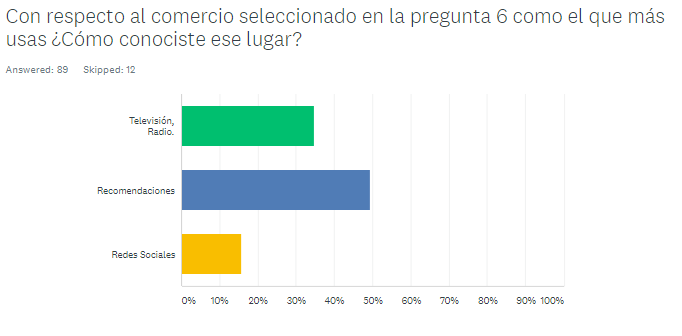 Con respecto al comercio seleccionado en la pregunta 6 como el que más
usas ¿Cómo conociste ese lugar?
Answered: 89 Skipped: 12
Televisión,
Radio.
Recomendaciones
Redes Sociales
0% 10% 20% 30% 40% 50% 60% 70% 80% 90% 100%